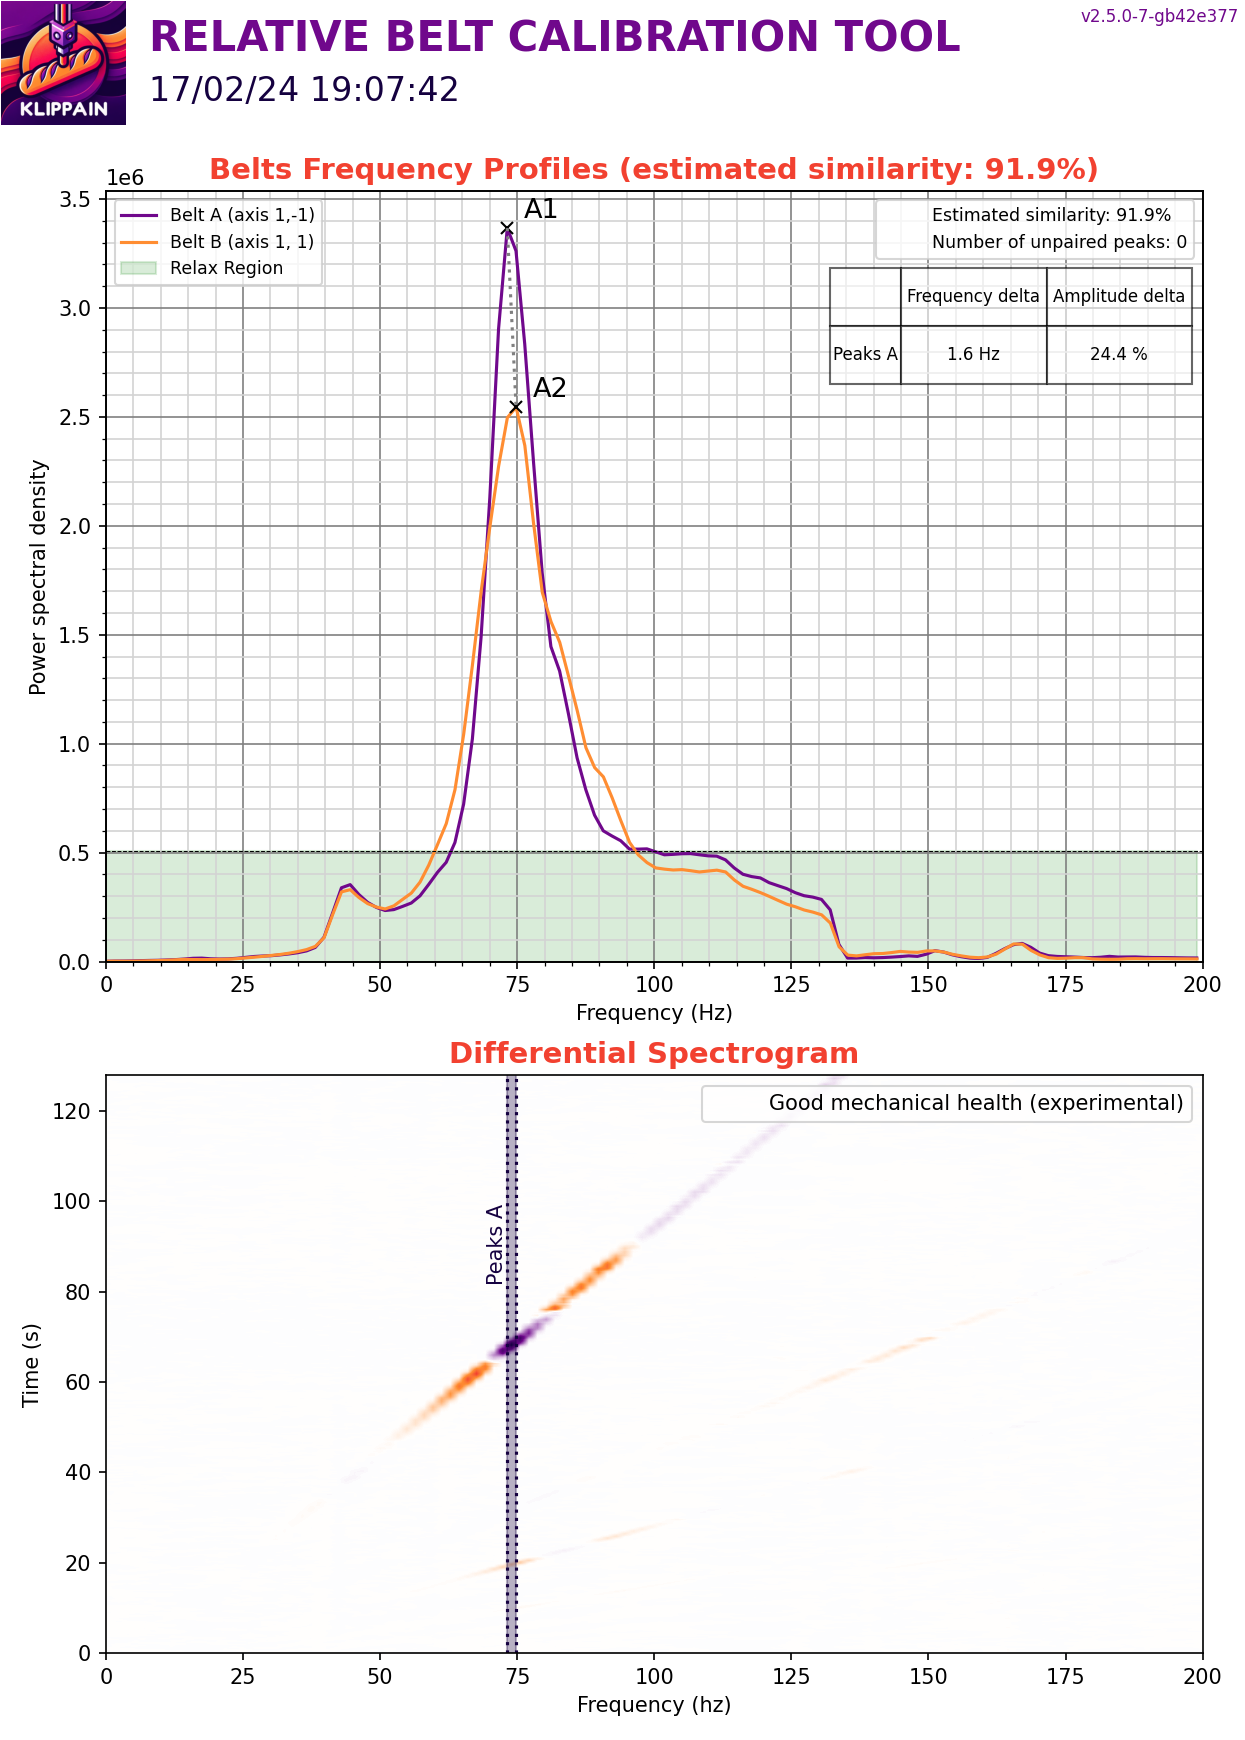 KLIPPAIN
RELATIVE BELT CALIBRATION TOOL
17/02/24 19:07:42
v2.5.0-7-gb42e377
Belts Frequency Profiles (estimated similarity: 91.9%)
1e6
Belt A (axis 1,-1)
Belt B (axis 1, 1)
Relax Region
Estimated similarity: 91.9%
Number of unpaired peaks: 0
Frequency delta Amplitude delta
Peaks A 1.6 Hz 24.4 %
A1
A2
Power spectral density
3.5
3.0
2.5
2.0
1.5
1.0
0.5
0.0
0 25 50 75 100 125 150 175 200
Frequency (Hz)
Differential Spectrogram
Good mechanical health (experimental)
Peaks A
Time (s)
120
100
80
60
40
20
0
0 25 50 75 100 125 150 175 200
Frequency (hz)